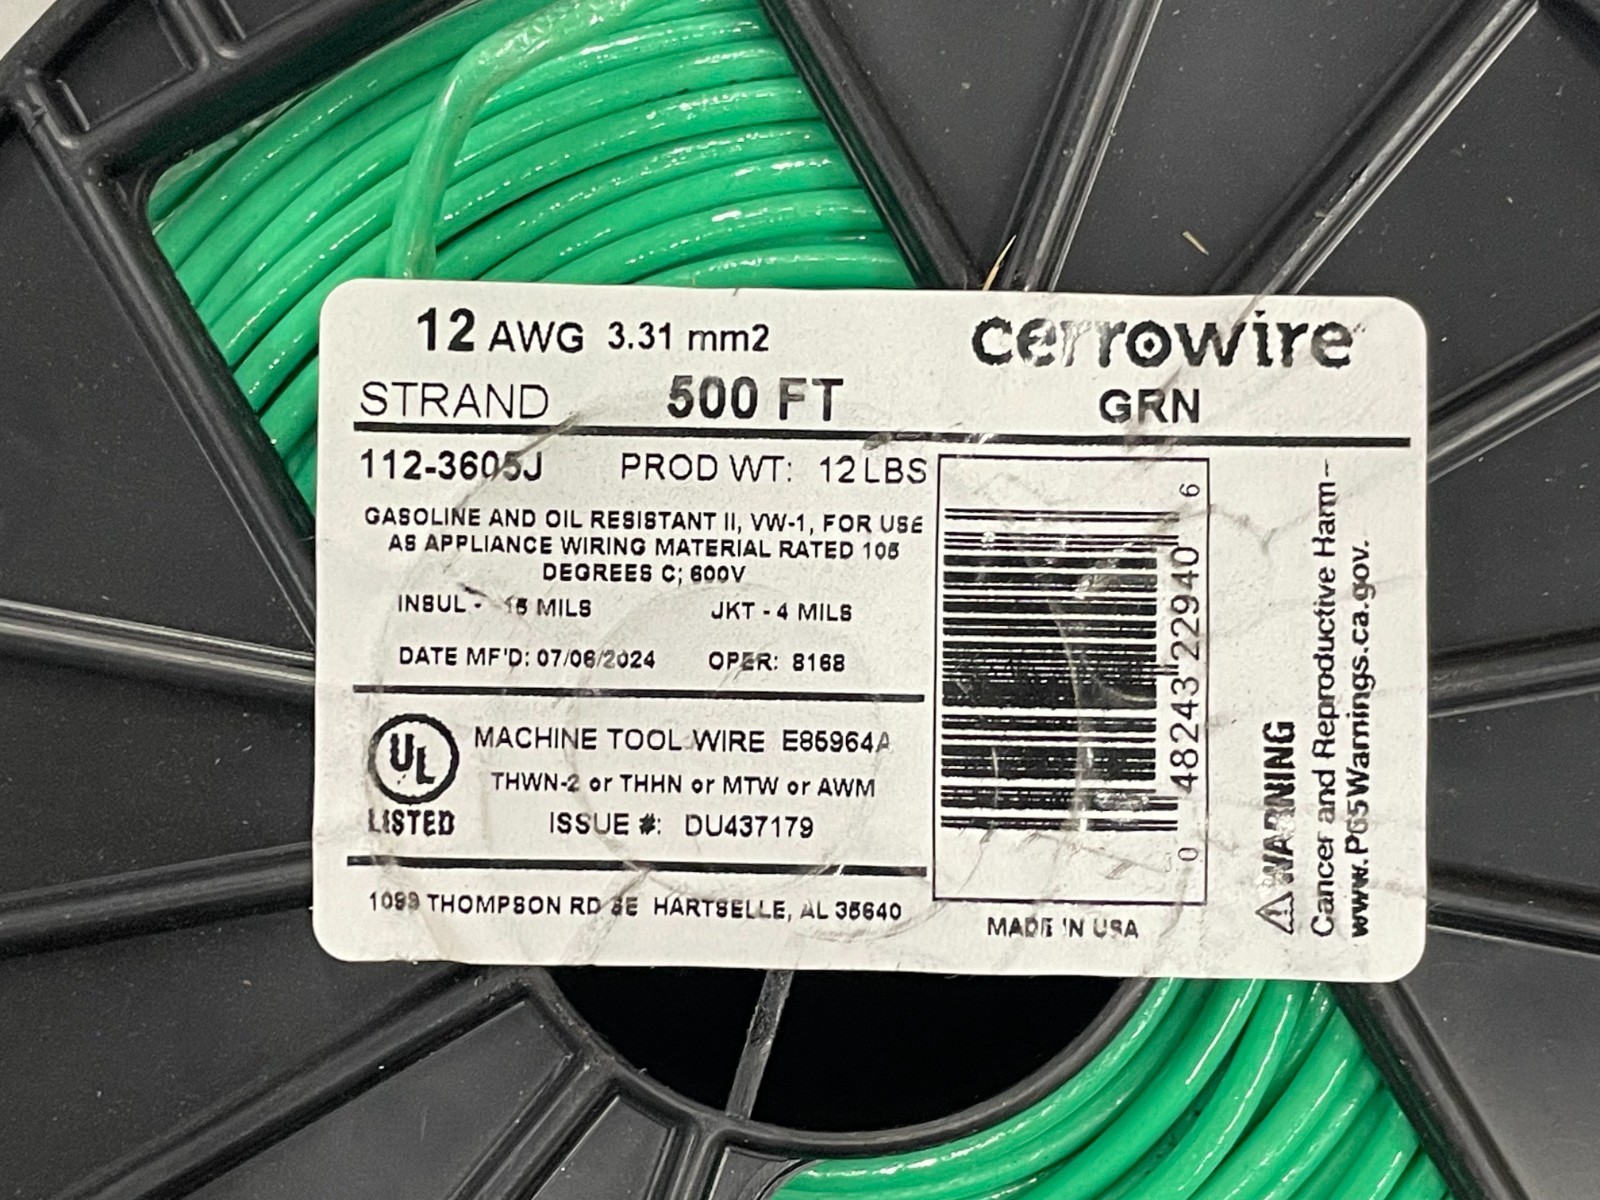 12 AWG 3.31 mm2
cerrowire
STRAND 500 FT GRN
112-3605J PROD WT: 12 LBS
GASOLINE AND OIL RESISTANT II, VW-1, FOR USE
AS APPLIANCE WIRING MATERIAL RATED 105
DEGREES C; 600V
INSUL - 15 MILS JKT - 4 MILS
DATE MF'D: 07/06/2024 OPER: 8168
UL
LISTED
MACHINE TOOL WIRE E85964A
THWN-2 or THHN or MTW or AWM
ISSUE #: DU437179
1099 THOMPSON RD SE HARTSELLE, AL 35640
0 48243 22940 6
MADE IN USA
⚠WARNING
Cancer and Reproductive Harm –
www.P65Warnings.ca.gov.